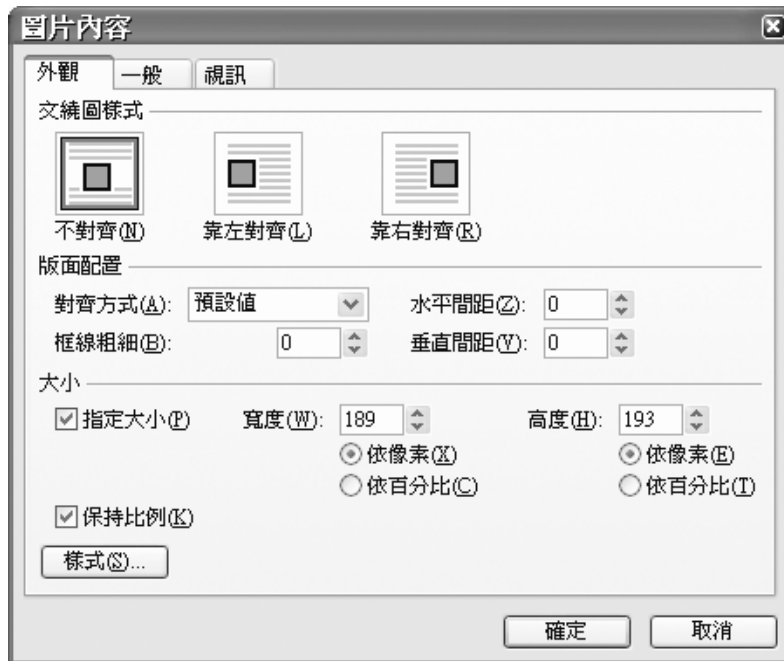 圖片內容
外觀 一般 視訊
文繞圖樣式
不對齊(N) 靠左對齊(L) 靠右對齊(R)
版面配置
對齊方式(A): 預設值 水平間距(Z): 0
框線粗細(B): 0 垂直間距(V): 0
大小
指定大小(P) 寬度(W): 189 高度(H): 193
依像素(X) 依像素(E)
依百分比(C) 依百分比(T)
保持比例(K)
樣式(S)...
確定 取消